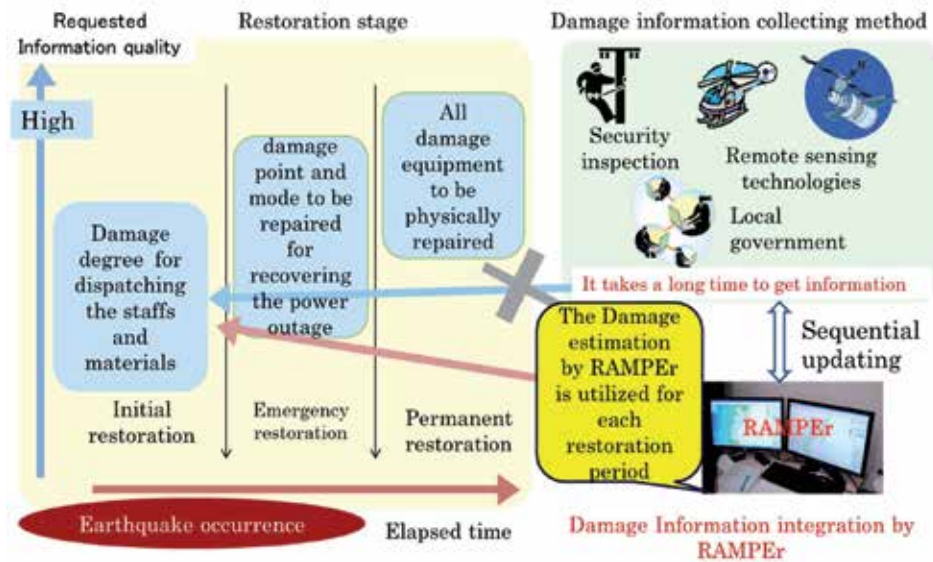 Requested
Information quality
Restoration stage
Damage information collecting method
High
All
damage
equipment
to be
physically
repaired
damage
point and
mode to be
repaired
for
recovering
the power
outage
Damage
degree for
dispatching
the staffs
and
materials
Security
inspection
Remote sensing
technologies
Local
government
It takes a long time to get information
The Damage
estimation
by RAMPEr
is utilized for
each
restoration
period
Sequential
updating
RAMPEr
Initial
restoration
Emergency
restoration
Permanent
restoration
Earthquake occurrence
Elapsed time
Damage Information integration by
RAMPEr